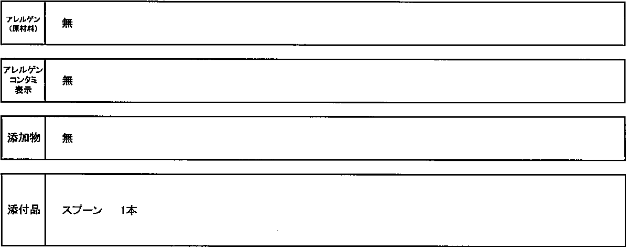 アレルゲン
(原材料)
無
アレルゲン
コンタミ
表示
無
添加物
無
添付品
スプーン 1本